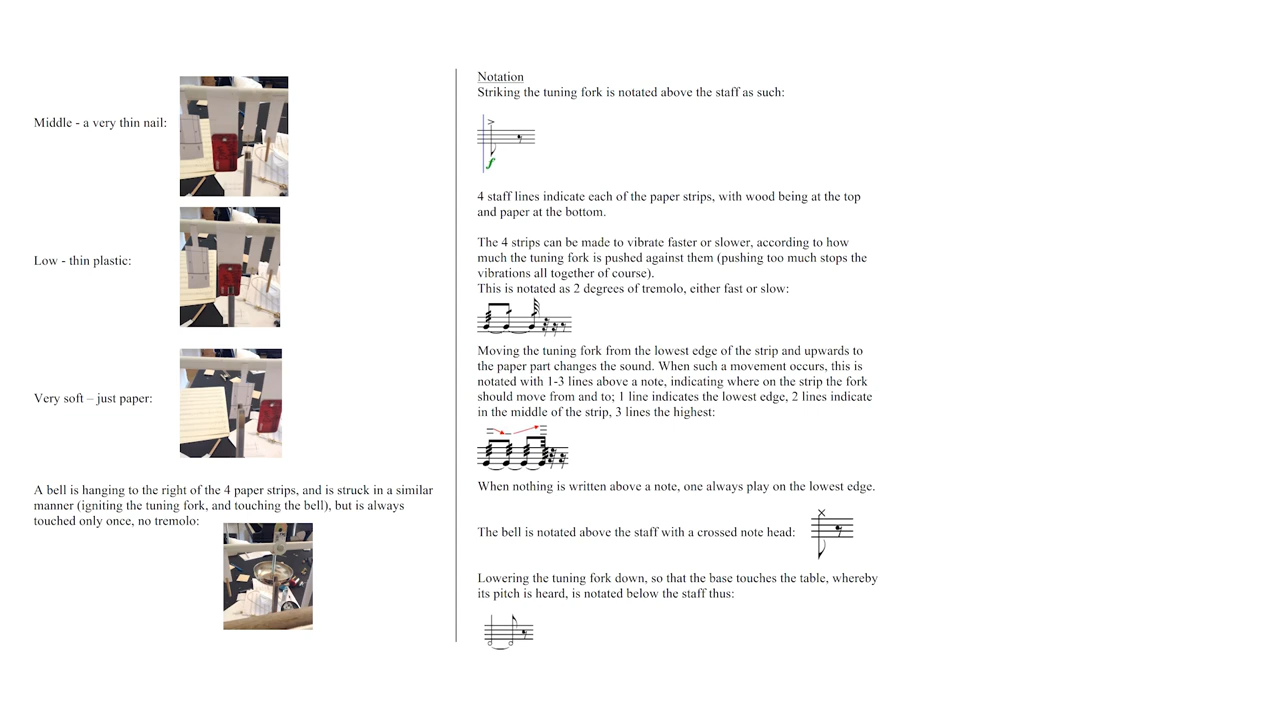 Middle - a very thin nail:
Low - thin plastic:
Very soft – just paper:
A bell is hanging to the right of the 4 paper strips, and is struck in a similar
manner (igniting the tuning fork, and touching the bell), but is always
touched only once, no tremolo:
Notation
Striking the tuning fork is notated above the staff as such:
f
4 staff lines indicate each of the paper strips, with wood being at the top
and paper at the bottom.
The 4 strips can be made to vibrate faster or slower, according to how
much the tuning fork is pushed against them (pushing too much stops the
vibrations all together of course).
This is notated as 2 degrees of tremolo, either fast or slow:
Moving the tuning fork from the lowest edge of the strip and upwards to
the paper part changes the sound. When such a movement occurs, this is
notated with 1-3 lines above a note, indicating where on the strip the fork
should move from and to; 1 line indicates the lowest edge, 2 lines indicate
in the middle of the strip, 3 lines the highest:
When nothing is written above a note, one always play on the lowest edge.
The bell is notated above the staff with a crossed note head:
Lowering the tuning fork down, so that the base touches the table, whereby
its pitch is heard, is notated below the staff thus: